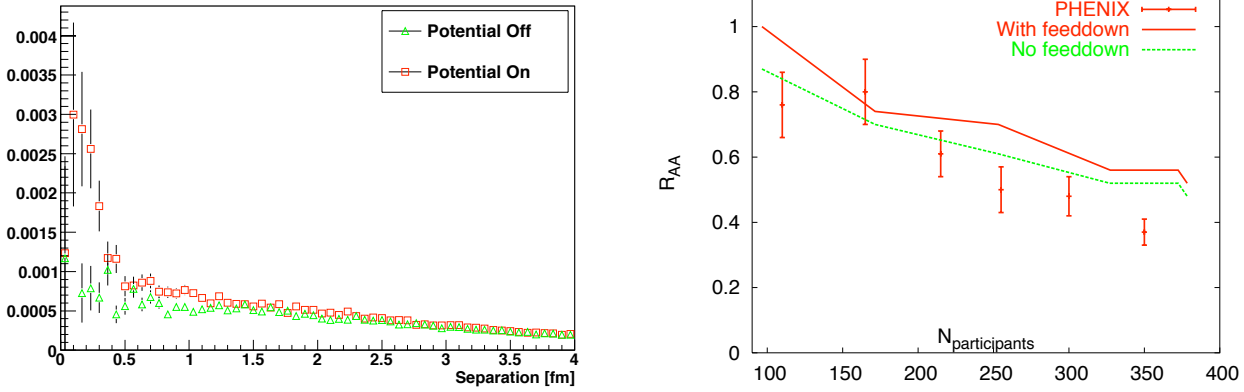 0.004
0.0035
0.003
0.0025
0.002
0.0015
0.001
0.0005
0
Potential Off
Potential On
0 0.5 1 1.5 2 2.5 3 3.5 4
Separation [fm]
PHENIX
With feeddown
No feeddown
1
0.8
0.6
0.4
0.2
0
R_AA
N_participants
100 150 200 250 300 350 400